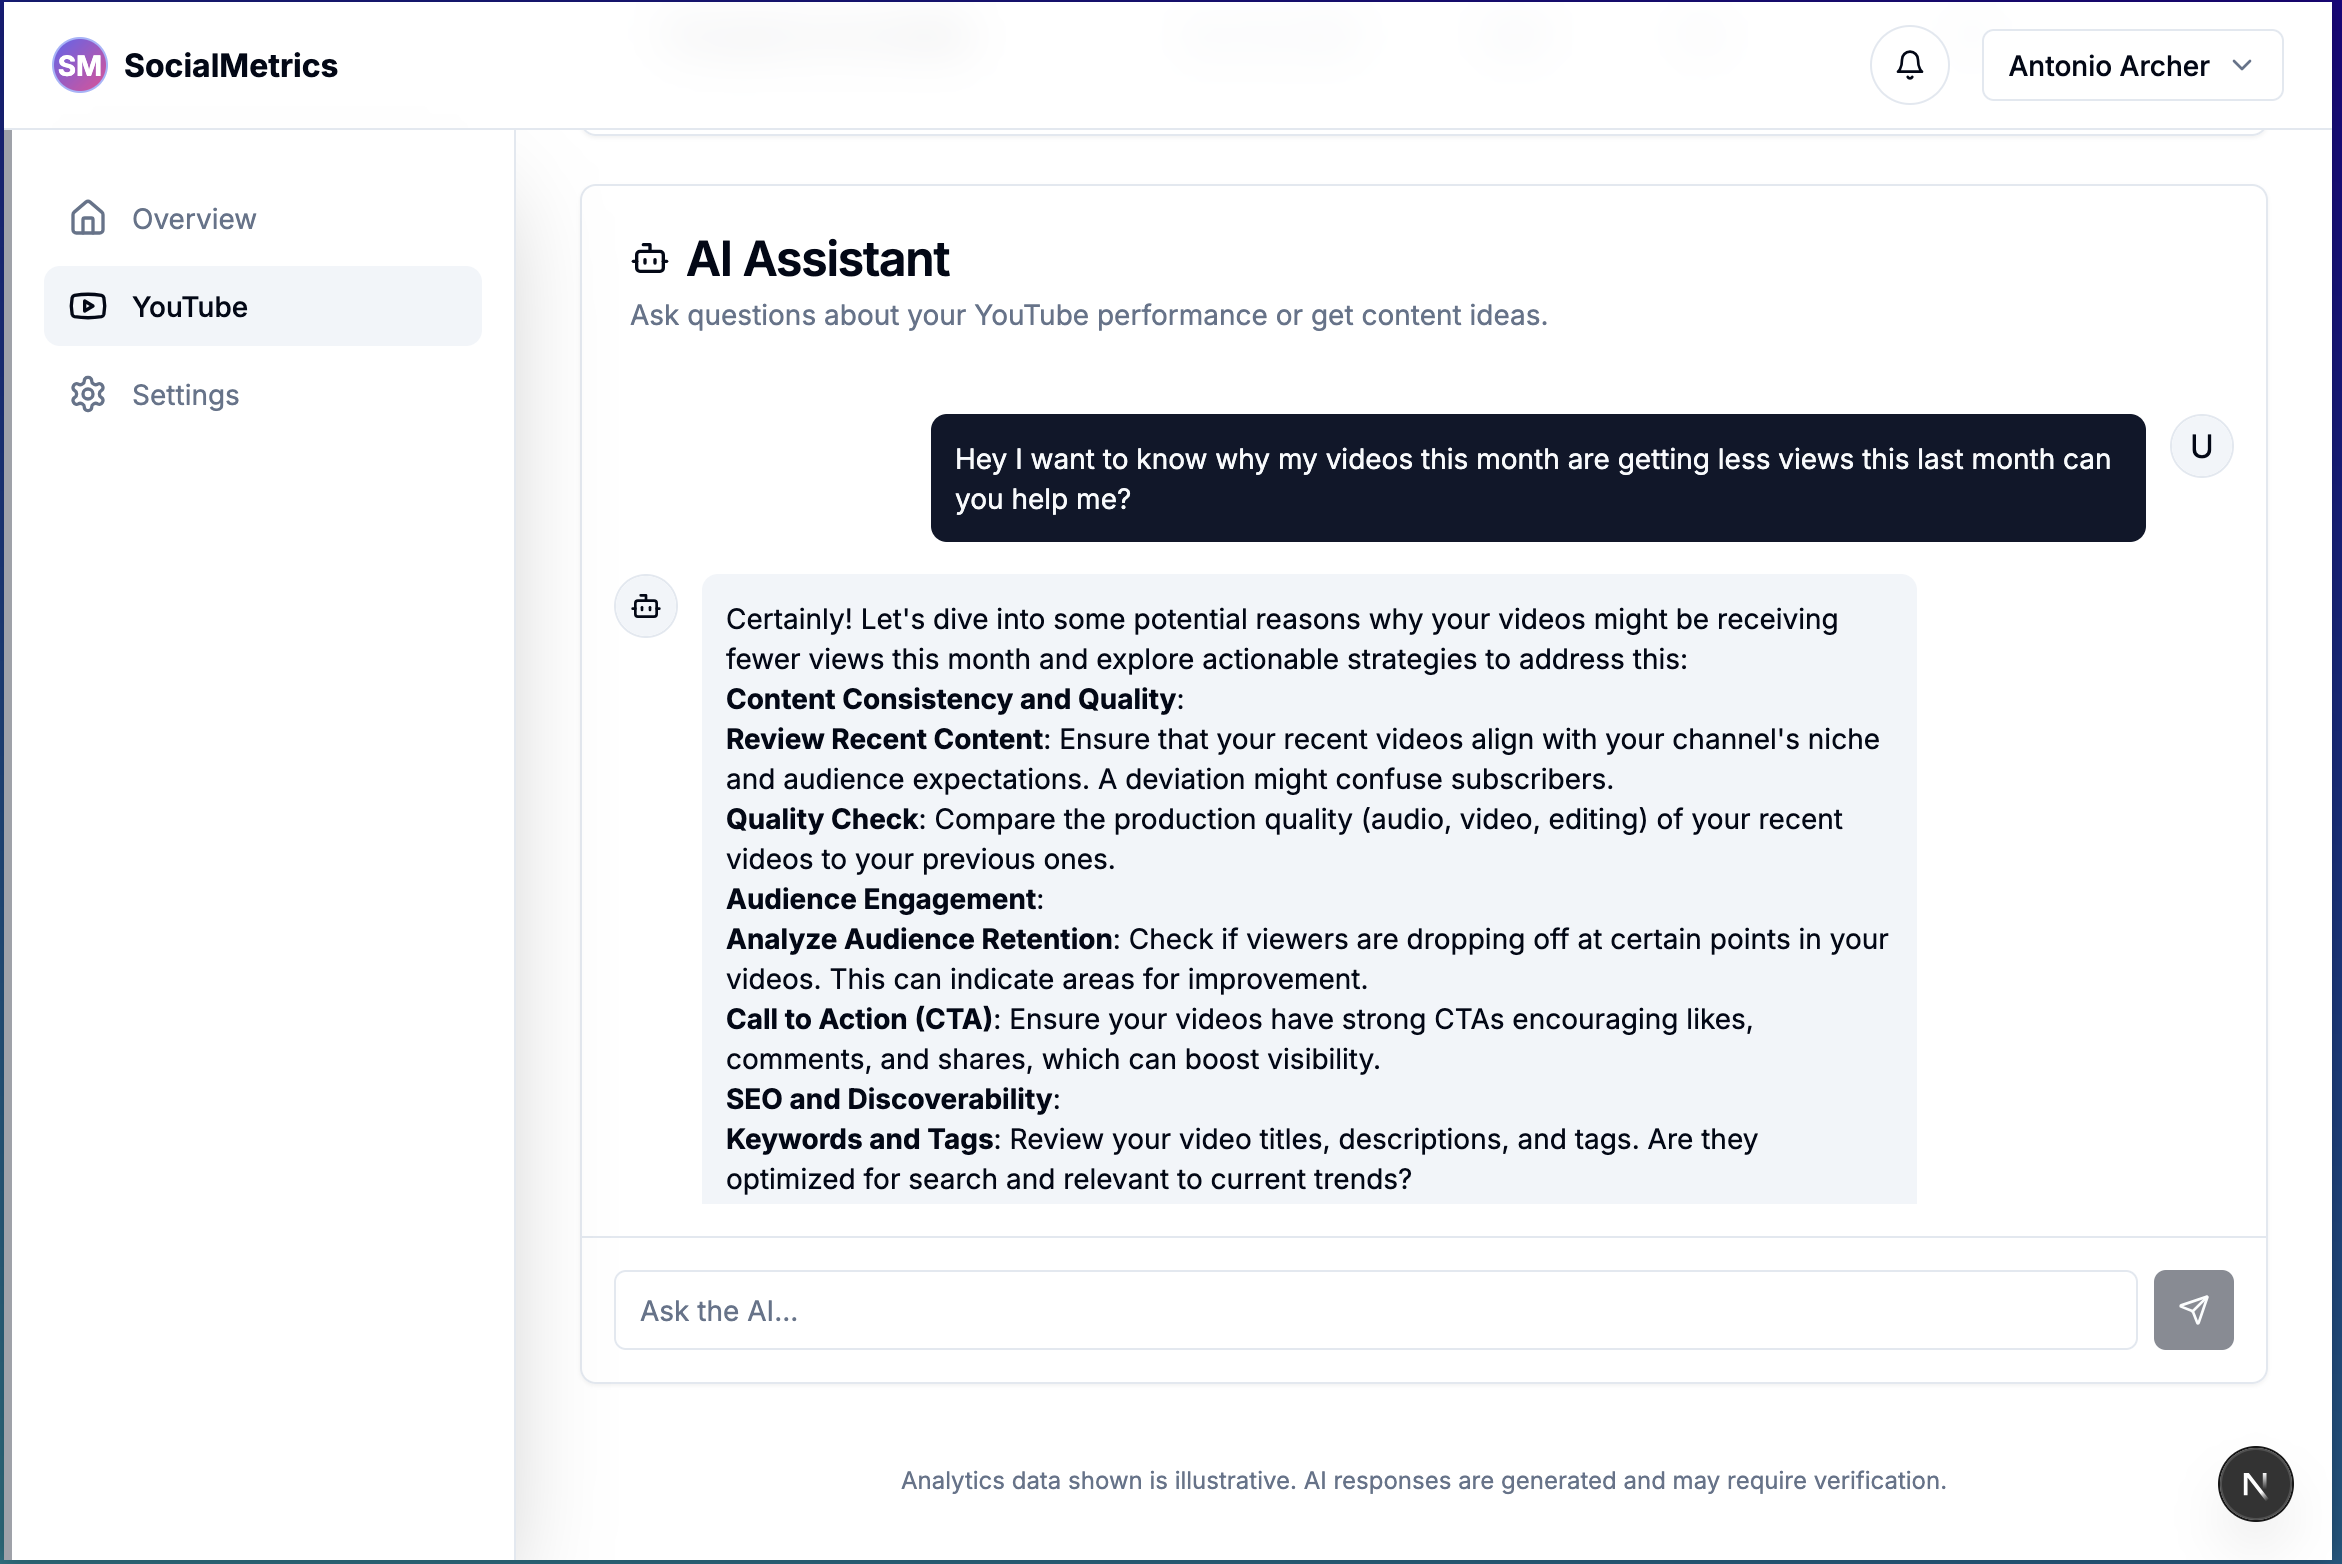 SM SocialMetrics
Antonio Archer
Overview
YouTube
Settings
AI Assistant
Ask questions about your YouTube performance or get content ideas.
Hey I want to know why my videos this month are getting less views this last month can
you help me?
U
Certainly! Let's dive into some potential reasons why your videos might be receiving
fewer views this month and explore actionable strategies to address this:
Content Consistency and Quality:
Review Recent Content: Ensure that your recent videos align with your channel's niche
and audience expectations. A deviation might confuse subscribers.
Quality Check: Compare the production quality (audio, video, editing) of your recent
videos to your previous ones.
Audience Engagement:
Analyze Audience Retention: Check if viewers are dropping off at certain points in your
videos. This can indicate areas for improvement.
Call to Action (CTA): Ensure your videos have strong CTAs encouraging likes,
comments, and shares, which can boost visibility.
SEO and Discoverability:
Keywords and Tags: Review your video titles, descriptions, and tags. Are they
optimized for search and relevant to current trends?
Ask the AI...
Analytics data shown is illustrative. AI responses are generated and may require verification.
N